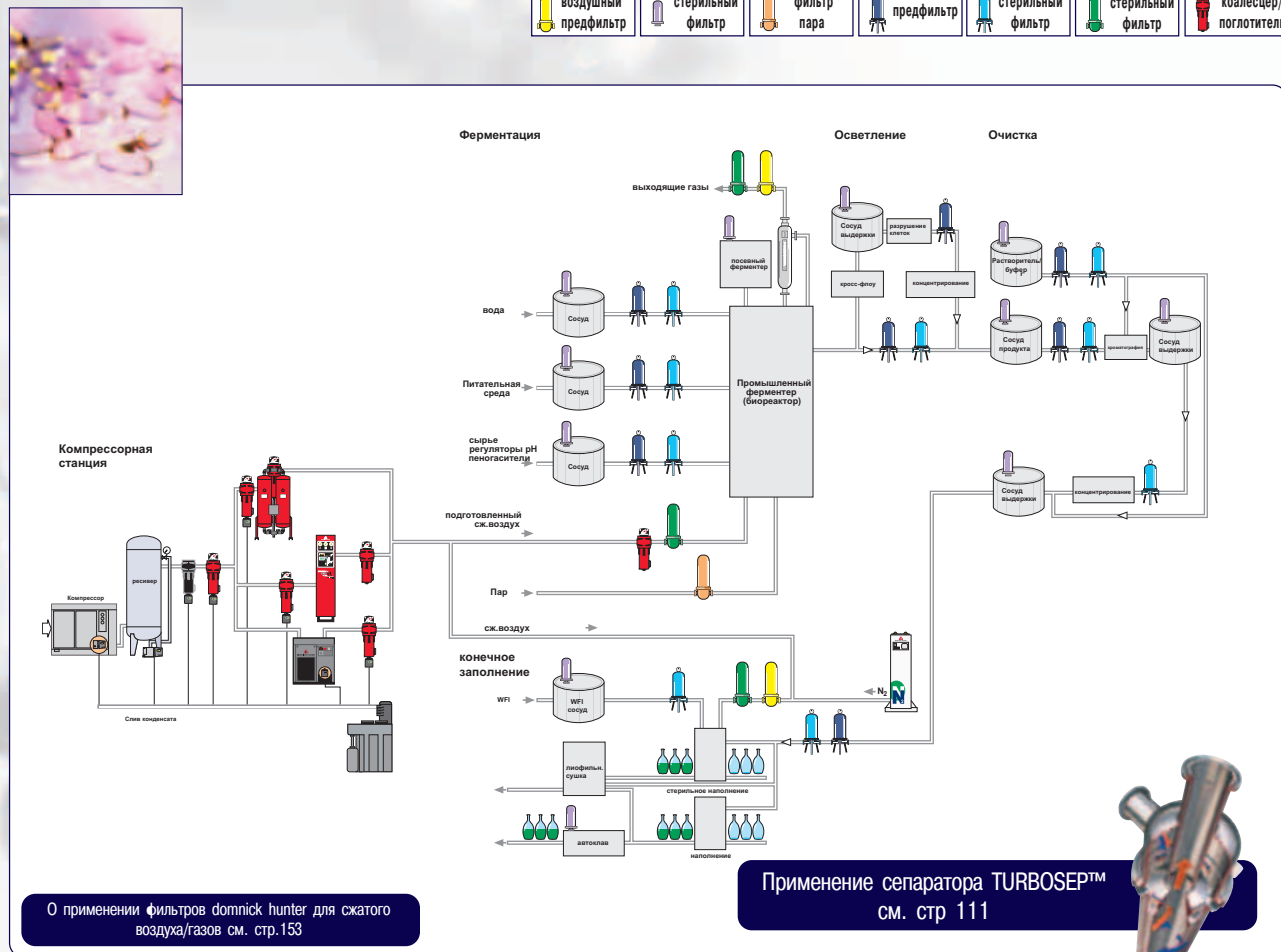 воздушный
предфильтр
стерильный
фильтр
фильтр
пара
предфильтр
стерильный
фильтр
стерильный
фильтр
коалесцер/
поглотитель
Ферментация
Осветление
Очистка
выходящие газы
посевный
ферментер
Сосуд
выдержки
разрушение
клеток
кросс-флоу
концентрирование
Растворитель/
буфер
вода
Сосуд
Питательная
среда
Сосуд
сырье
регуляторы pH
пеногасители
Сосуд
Промышленный
ферментер
(биореактор)
Сосуд
продукта
хроматография
Сосуд
выдержки
Сосуд
выдержки
концентрирование
Компрессорная
станция
подготовленный
сж.воздух
ресивер
Компрессор
Пар
сж.воздух
Слив конденсата
конечное
заполнение
WFI
WFI
сосуд
N2
N
лиофильн.
сушка
стерильное наполнение
автоклав
наполнение
О применении фильтров domnick hunter для сжатого
воздуха/газов см. стр.153
Применение сепаратора TURBOSEP™
см. стр 111